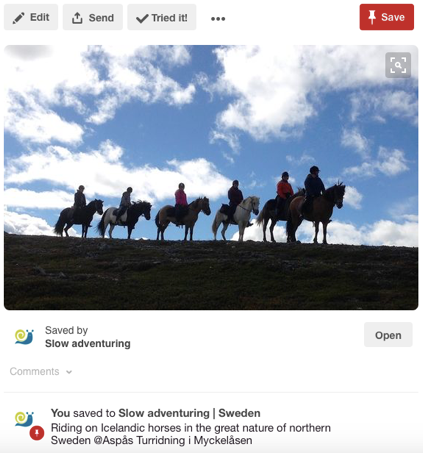 Edit Send Tried it! Save
Saved by
Slow adventuring
Open
Comments
You saved to Slow adventuring | Sweden
Riding on Icelandic horses in the great nature of northern
Sweden @Aspås Turridning i Myckelåsen